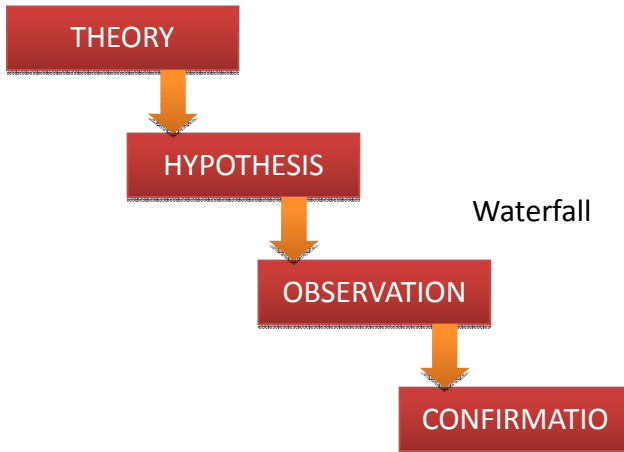 THEORY
HYPOTHESIS
Waterfall
OBSERVATION
CONFIRMATIO